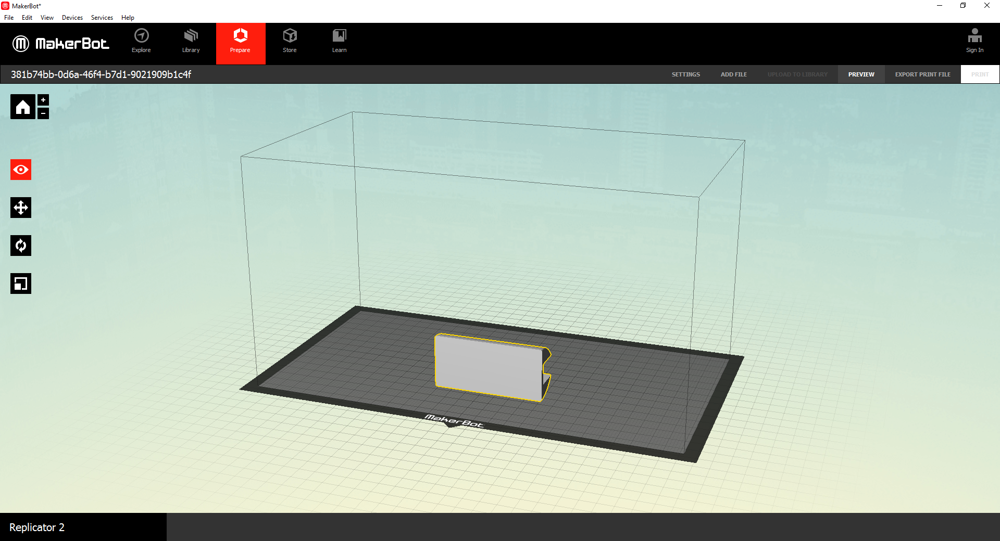 MakerBot*
File Edit View Devices Services Help
MakerBot
Explore
Library
Prepare
Store
Learn
Sign In
381b74bb-0d6a-46f4-b7d1-9021909b1c4f
SETTINGS
ADD FILE
UPLOAD TO LIBRARY
PREVIEW
EXPORT PRINT FILE
PRINT
MakerBot
Replicator 2